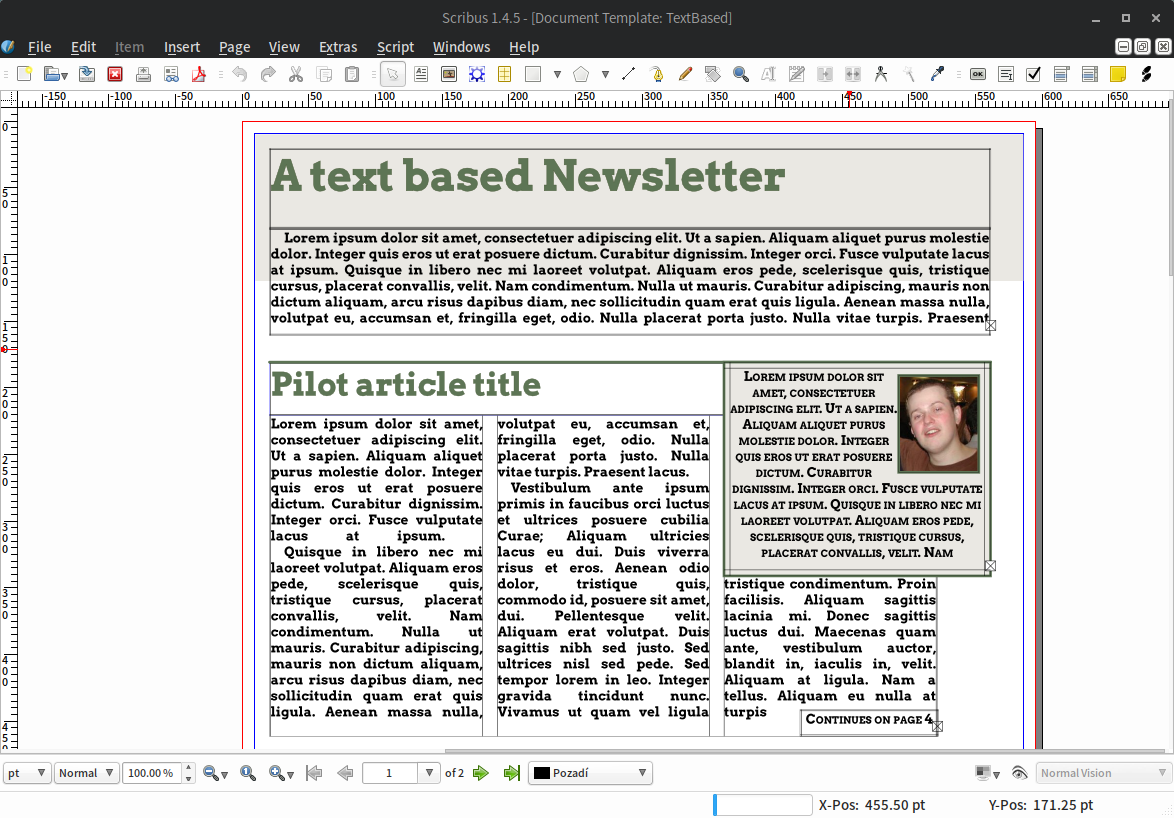 Scribus 1.4.5 - [Document Template: TextBased]
File Edit Item Insert Page View Extras Script Windows Help
OK
-150 -100 -50 0 50 100 150 200 250 300 350 400 450 500 550 600 650
0
50
100
150
200
250
300
350
400
450
A text based Newsletter
Lorem ipsum dolor sit amet, consectetuer adipiscing elit. Ut a sapien. Aliquam aliquet purus molestie
dolor. Integer quis eros ut erat posuere dictum. Curabitur dignissim. Integer orci. Fusce vulputate lacus
at ipsum. Quisque in libero nec mi laoreet volutpat. Aliquam eros pede, scelerisque quis, tristique
cursus, placerat convallis, velit. Nam condimentum. Nulla ut mauris. Curabitur adipiscing, mauris non
dictum aliquam, arcu risus dapibus diam, nec sollicitudin quam erat quis ligula. Aenean massa nulla,
volutpat eu, accumsan et, fringilla eget, odio. Nulla placerat porta justo. Nulla vitae turpis. Praesent
Pilot article title
Lorem ipsum dolor sit amet,
consectetuer adipiscing elit.
Ut a sapien. Aliquam aliquet
purus molestie dolor. Integer
quis eros ut erat posuere
dictum. Curabitur dignissim.
Integer orci. Fusce vulputate
lacus at ipsum.
Quisque in libero nec mi
laoreet volutpat. Aliquam eros
pede, scelerisque quis,
tristique cursus, placerat
convallis, velit. Nam
condimentum. Nulla ut
mauris. Curabitur adipiscing,
mauris non dictum aliquam,
arcu risus dapibus diam, nec
sollicitudin quam erat quis
ligula. Aenean massa nulla,
volutpat eu, accumsan et,
fringilla eget, odio. Nulla
placerat porta justo. Nulla
vitae turpis. Praesent lacus.
Vestibulum ante ipsum
primis in faucibus orci luctus
et ultrices posuere cubilia
Curae; Aliquam ultricies
lacus eu dui. Duis viverra
risus et eros. Aenean odio
dolor, tristique quis,
commodo id, posuere sit amet,
dui. Pellentesque velit.
Aliquam erat volutpat. Duis
sagittis nibh sed justo. Sed
ultrices nisl sed pede. Sed
tempor lorem in leo. Integer
gravida tincidunt nunc.
Vivamus ut quam vel ligula
Lorem ipsum dolor sit
amet, consectetuer
adipiscing elit. Ut a sapien.
Aliquam aliquet purus
molestie dolor. Integer
quis eros ut erat posuere
dictum. Curabitur
dignissim. Integer orci. Fusce vulputate
lacus at ipsum. Quisque in libero nec mi
laoreet volutpat. Aliquam eros pede,
scelerisque quis, tristique cursus,
placerat convallis, velit. Nam
tristique condimentum. Proin
facilisis. Aliquam sagittis
lacinia mi. Donec sagittis
luctus dui. Maecenas quam
ante, vestibulum auctor,
blandit in, iaculis in, velit.
Aliquam at ligula. Nam a
tellus. Aliquam eu nulla at
turpis
Continues on page 4
pt Normal 100.00 % 1 of 2 Pozadí Normal Vision
X-Pos: 455.50 pt Y-Pos: 171.25 pt